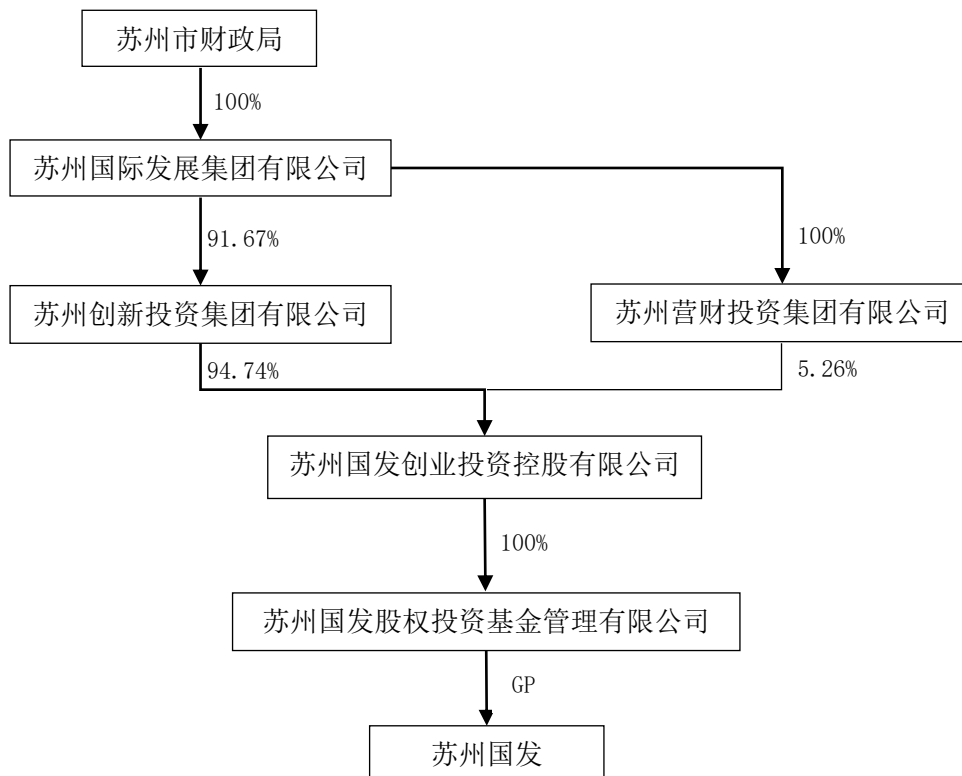 苏州市财政局
100%
苏州国际发展集团有限公司
91.67%
100%
苏州创新投资集团有限公司
苏州营财投资集团有限公司
94.74%
5.26%
苏州国发创业投资控股有限公司
100%
苏州国发股权投资基金管理有限公司
GP
苏州国发